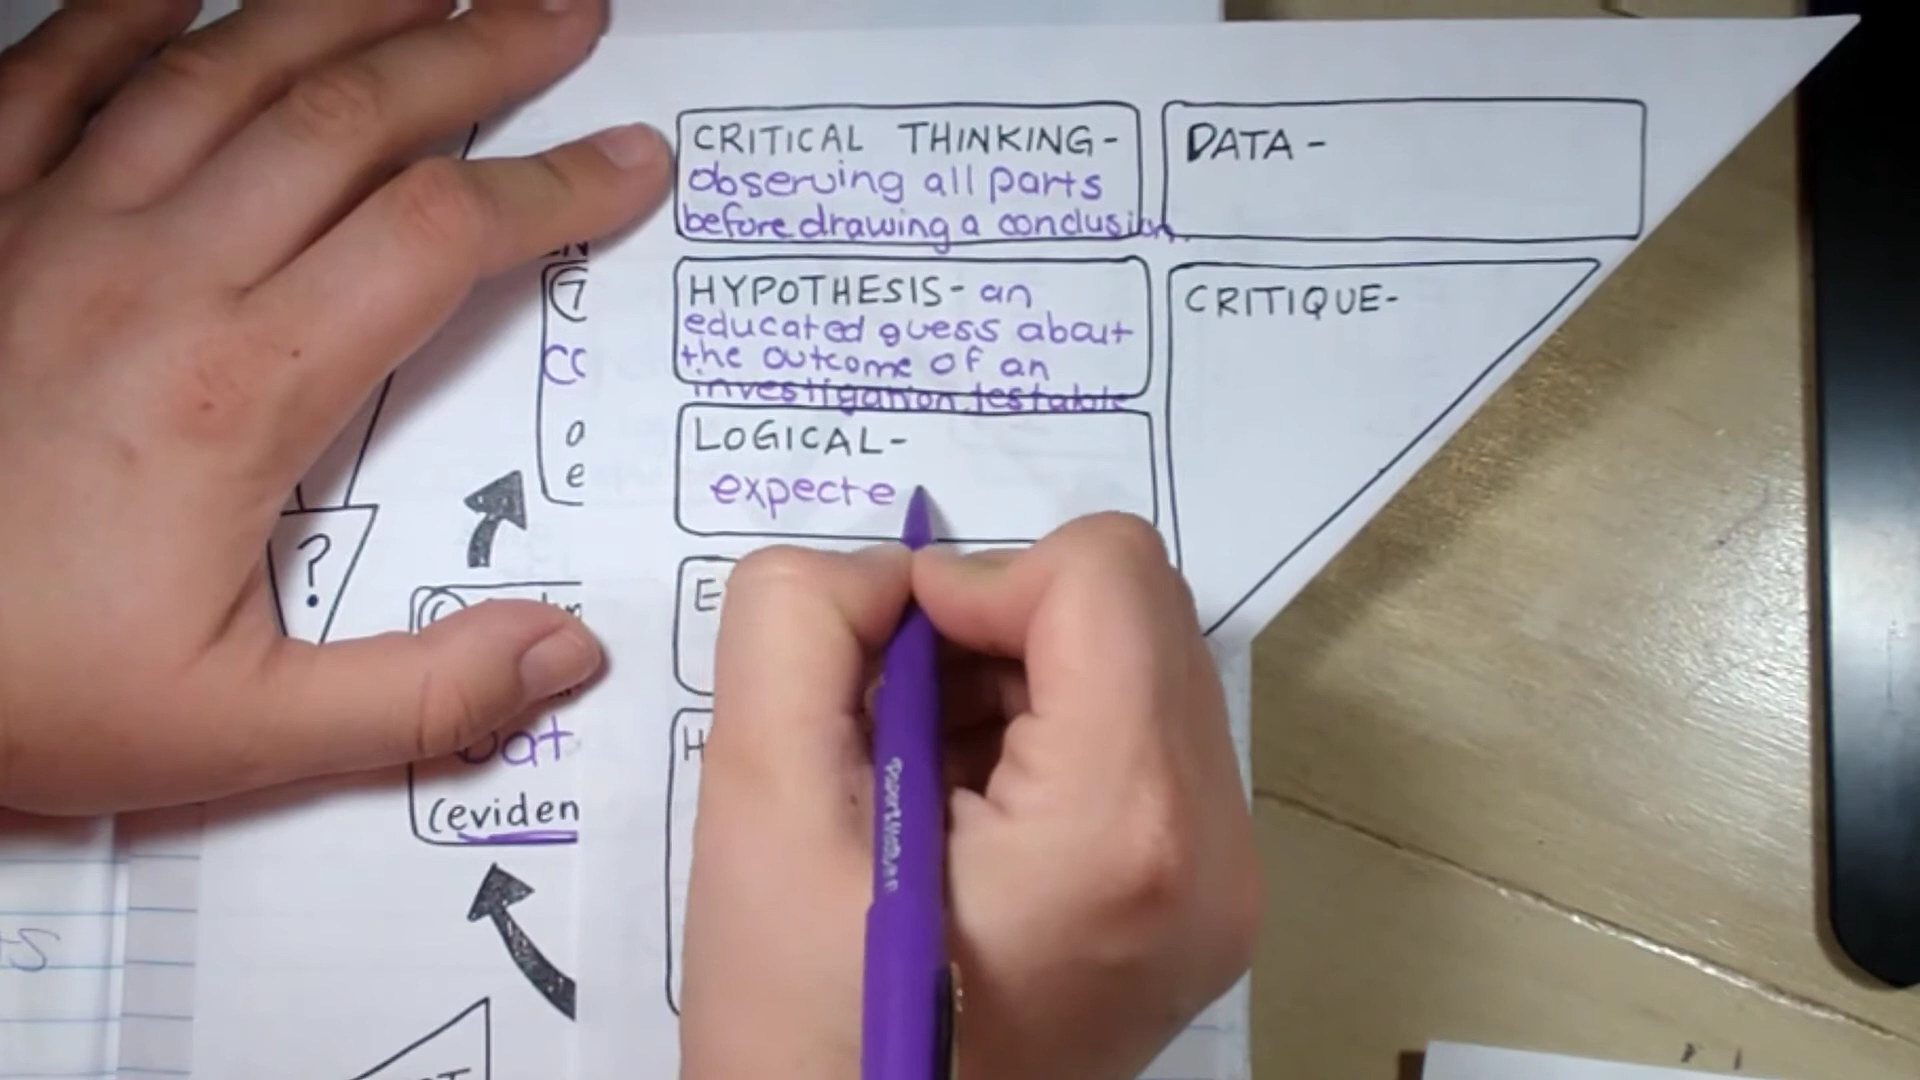 CRITICAL THINKING-
observing all parts
before drawing a conclusion.
DATA -
HYPOTHESIS- an
educated guess about
the outcome of an
investigation, testable
CRITIQUE-
LOGICAL-
expecte
?
(eviden
PaperMate